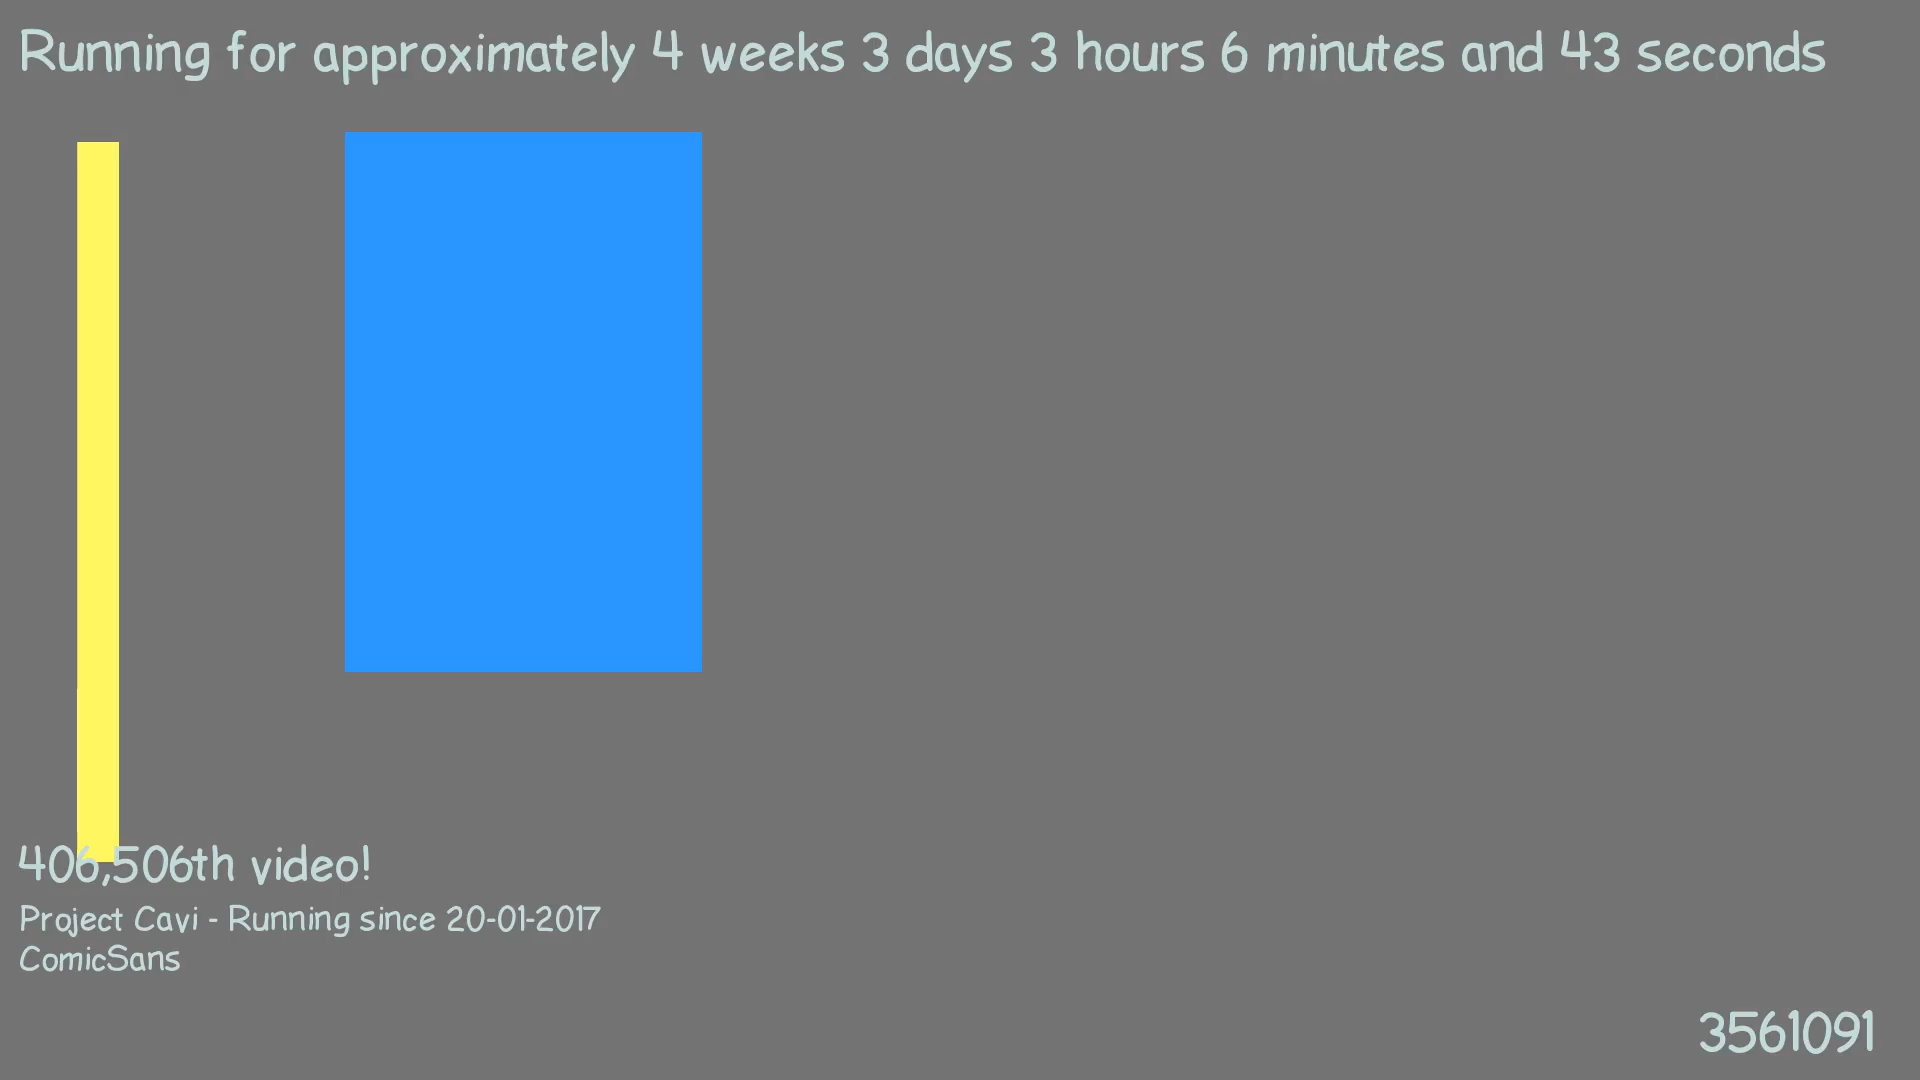 Running for approximately 4 weeks 3 days 3 hours 6 minutes and 43 seconds
406,506th video!
Project Cavi - Running since 20-01-2017
ComicSans
3561091